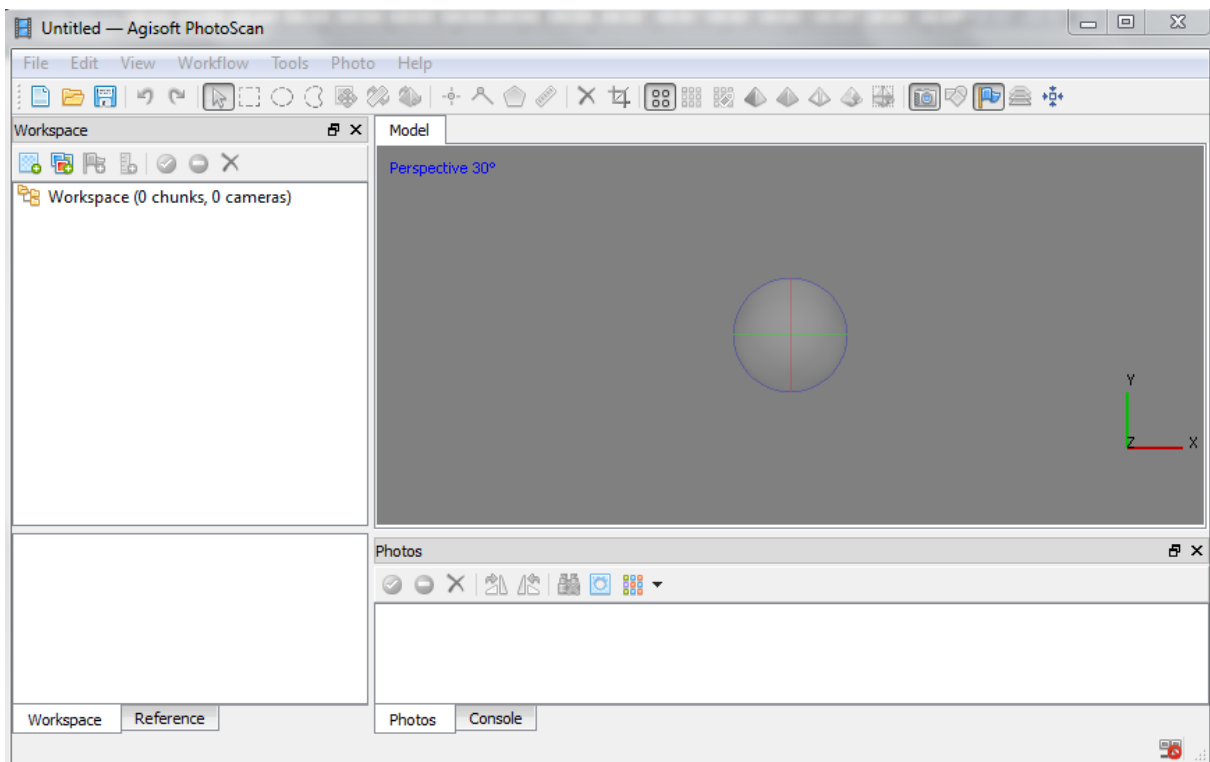 Untitled — Agisoft PhotoScan
File Edit View Workflow Tools Photo Help
Workspace
Model
Perspective 30°
Workspace (0 chunks, 0 cameras)
Y
Z X
Photos
Workspace Reference
Photos Console